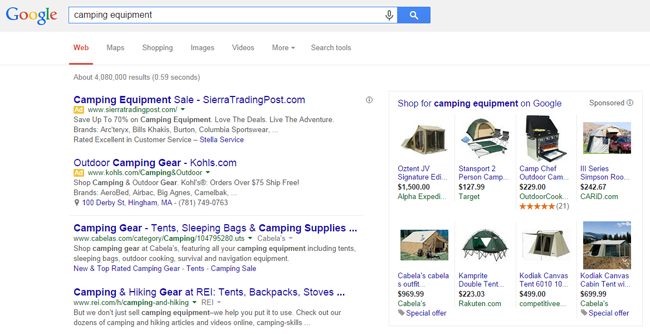 Google
camping equipment
Web Maps Shopping Images Videos More Search tools
About 4,080,000 results (0.59 seconds)
Camping Equipment Sale - SierraTradingPost.com
Ad www.sierratradingpost.com/
Save Up To 70% on Camping Equipment. Love The Deals. Live The Adventure.
Brands: Arc'teryx, Bills Khakis, Burton, Columbia Sportswear, ...
Rated Excellent in Customer Service – Stella Service
Outdoor Camping Gear - Kohls.com
Ad www.kohls.com/Camping&Outdoor
Shop Camping & Outdoor Gear. Kohl's®: Orders Over $75 Ship Free!
Brands: AeroBed, Airbac, Big Agnes, Camelbak, ...
100 Derby St, Hingham, MA - (781) 749-0763
Camping Gear - Tents, Sleeping Bags & Camping Supplies ...
www.cabelas.com/category/Camping/104795280.uts Cabela's
Shop camping gear at Cabela's, featuring all your camping equipment including tents,
sleeping bags, outdoor cooking, survival and navigation equipment.
New & Top Rated Camping Gear - Tents - Camping Sale
Camping & Hiking Gear at REI: Tents, Backpacks, Stoves ...
www.rei.com/h/camping-and-hiking REI
But we don't just sell camping equipment–we help you put it to use. Check out our
dozens of camping and hiking articles and videos online, camping-skills ...
Shop for camping equipment on Google Sponsored
Oztent JV Stansport 2 Camp Chef III Series
Signature Edi... Person Camp... Outdoor Cam... Simpson Roo...
$1,500.00 $127.99 $229.00 $242.67
Alpha Expedi... Target OutdoorCook... CARiD.com
(21)
Cabela's cabela Kamprite Kodiak Canvas Kodiak Canvas
s outfit... Double Tent... Tent 6010 10... Cabin Tent wi...
$969.99 $223.03 $499.00 $699.99
Cabela's Rakuten.com competitivee... Cabela's
Special offer Special offer